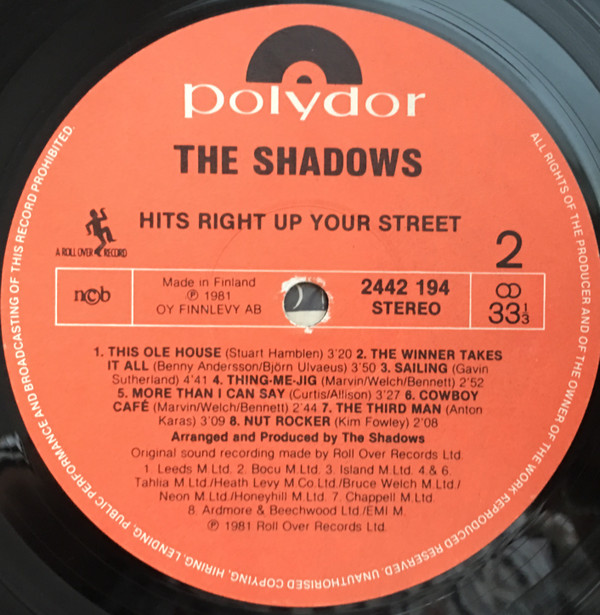 polydor
THE SHADOWS
HITS RIGHT UP YOUR STREET
A ROLL OVER RECORD
2
ncb
Made in Finland
Ⓟ 1981
OY FINNLEVY AB
2442 194
STEREO
33 1/3
1. THIS OLE HOUSE (Stuart Hamblen) 3'20 2. THE WINNER TAKES
IT ALL (Benny Andersson/Björn Ulvaeus) 3'50 3. SAILING (Gavin
Sutherland) 4'41 4. THING-ME-JIG (Marvin/Welch/Bennett) 2'52
5. MORE THAN I CAN SAY (Curtis/Allison) 3'27 6. COWBOY
CAFÉ (Marvin/Welch/Bennett) 2'44 7. THE THIRD MAN (Anton
Karas) 3'09 8. NUT ROCKER (Kim Fowley) 2'08
Arranged and Produced by The Shadows
Original sound recording made by Roll Over Records Ltd.
1. Leeds M.Ltd. 2. Bocu M.Ltd. 3. Island M.Ltd. 4.& 6.
Tahlia M.Ltd./Heath Levy M.Co.Ltd/Bruce Welch M.Ltd./
Neon M.Ltd./Honeyhill M.Ltd. 7. Chappell M.Ltd.
8. Ardmore & Beechwood Ltd./EMI M.
Ⓟ 1981 Roll Over Records Ltd.
ALL RIGHTS OF THE PRODUCER AND OF THE OWNER OF THE WORK REPRODUCED RESERVED. UNAUTHORISED COPYING, HIRING, LENDING, PUBLIC PERFORMANCE AND BROADCASTING OF THIS RECORD PROHIBITED.